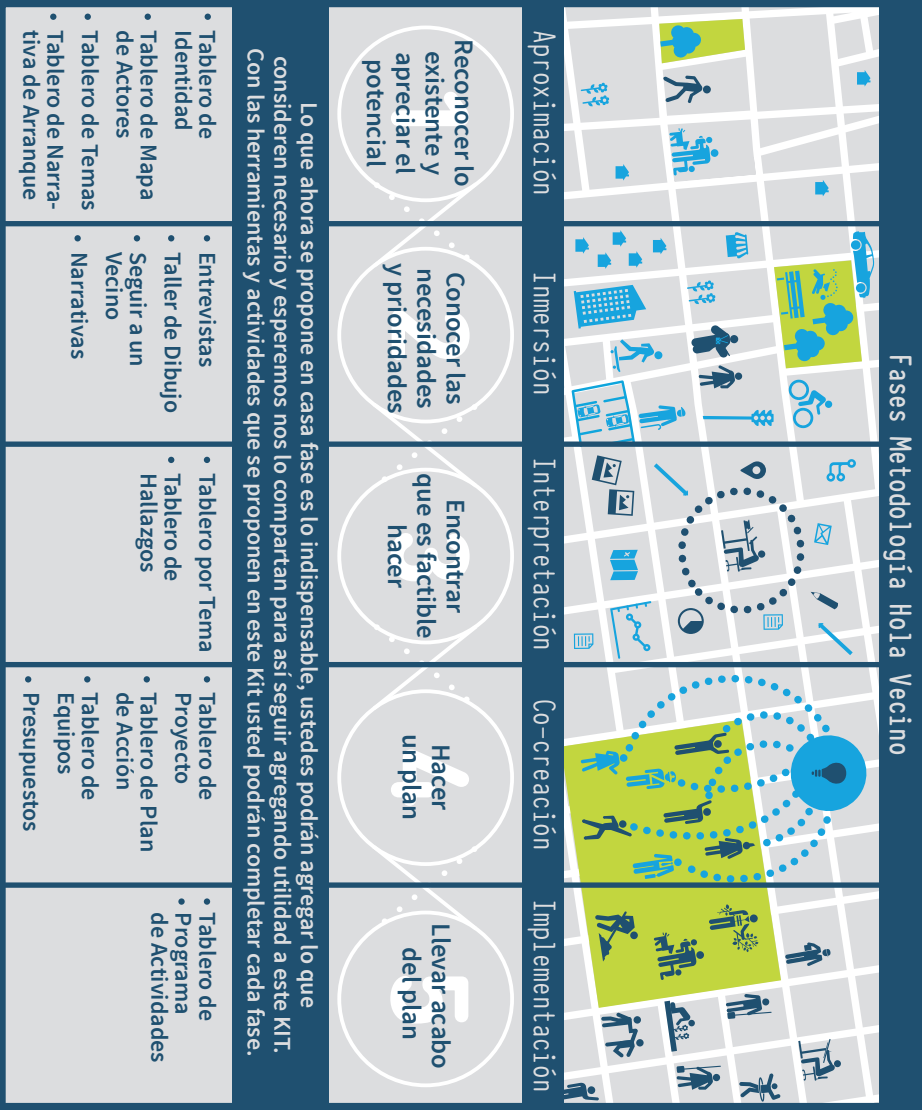 Fases Metodología Hola Vecino
Aproximación
Inmersión
Interpretación
Co-creación
Implementación
1
Reconocer lo
existente y
apreciar el
potencial
2
Conocer las
necesidades
y prioridades
3
Encontrar
que es factible
hacer
4
Hacer
un plan
5
Llevar acabo
del plan
Lo que ahora se propone en casa fase es lo indispensable, ustedes podrán agregar lo que
consideren necesario y esperemos nos lo compartan para así seguir agregando utilidad a este KIT.
Con las herramientas y actividades que se proponen en este Kit usted podrán completar cada fase.
• Tablero de
Identidad
• Tablero de Mapa
de Actores
• Tablero de Temas
• Tablero de Narra-
tiva de Arranque
• Entrevistas
• Taller de Dibujo
• Seguir a un
Vecino
• Narrativas
• Tablero por Tema
• Tablero de
Hallazgos
• Tablero de
Proyecto
• Tablero de Plan
de Acción
• Tablero de
Equipos
• Presupuestos
• Tablero de
• Programa
de Actividades